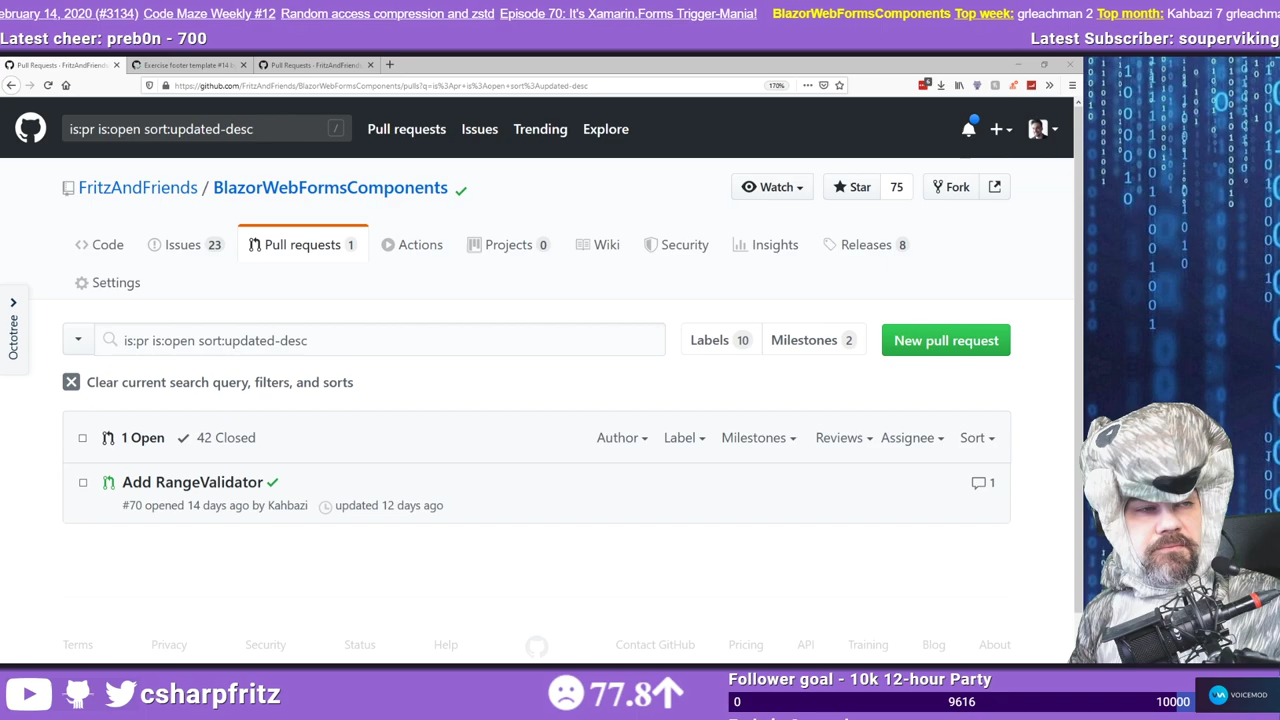 ebruary 14, 2020 (#3134) Code Maze Weekly #12 Random access compression and zstd Episode 70: It's Xamarin.Forms Trigger-Mania! BlazorWebFormsComponents Top week: grleachman 2 Top month: Kahbazi 7 grleachma
Latest cheer: preb0n - 700
Latest Subscriber: souperviking
Pull Requests - FritzAndFriends
Exercise footer template #14 
Pull Requests - FritzAndFriends
https://github.com/FritzAndFriends/BlazorWebFormsComponents/pulls?q=is%3Apr+is%3Aopen+sort%3Aupdated-desc
170%
is:pr is:open sort:updated-desc /
Pull requests Issues Trending Explore
FritzAndFriends / BlazorWebFormsComponents
Watch Star 75 Fork
Code Issues 23 Pull requests 1 Actions Projects 0 Wiki Security Insights Releases 8
Settings
Octotree
is:pr is:open sort:updated-desc
Labels 10 Milestones 2 New pull request
Clear current search query, filters, and sorts
1 Open 42 Closed
Author Label Milestones Reviews Assignee Sort
Add RangeValidator
1
#70 opened 14 days ago by Kahbazi updated 12 days ago
Terms Privacy Security Status Help Contact GitHub Pricing API Training Blog About
csharpfritz
77.8
Follower goal - 10k 12-hour Party
0 9616 10000
VOICEMOD